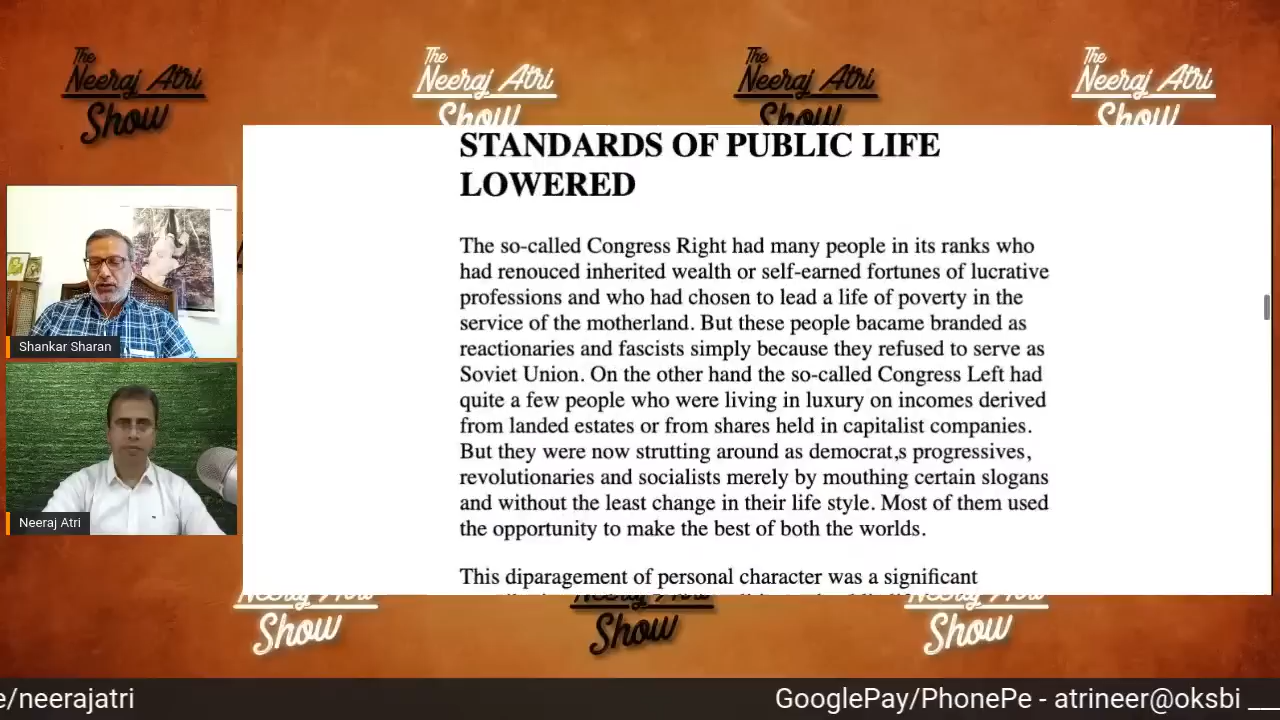 The
Neeraj Atri
Show
The
Neeraj Atri
Show
The
Neeraj Atri
Show
The
Neeraj Atri
Show
STANDARDS OF PUBLIC LIFE
LOWERED
The so-called Congress Right had many people in its ranks who
had renouced inherited wealth or self-earned fortunes of lucrative
professions and who had chosen to lead a life of poverty in the
service of the motherland. But these people bacame branded as
reactionaries and fascists simply because they refused to serve as
Soviet Union. On the other hand the so-called Congress Left had
quite a few people who were living in luxury on incomes derived
from landed estates or from shares held in capitalist companies.
But they were now strutting around as democrat,s progressives,
revolutionaries and socialists merely by mouthing certain slogans
and without the least change in their life style. Most of them used
the opportunity to make the best of both the worlds.
This diparagement of personal character was a significant
Shankar Sharan
Neeraj Atri
Neeraj Atri
Show
Neeraj Atri
Show
Neeraj Atri
Show
e/neerajatri
GooglePay/PhonePe - atrineer@oksbi